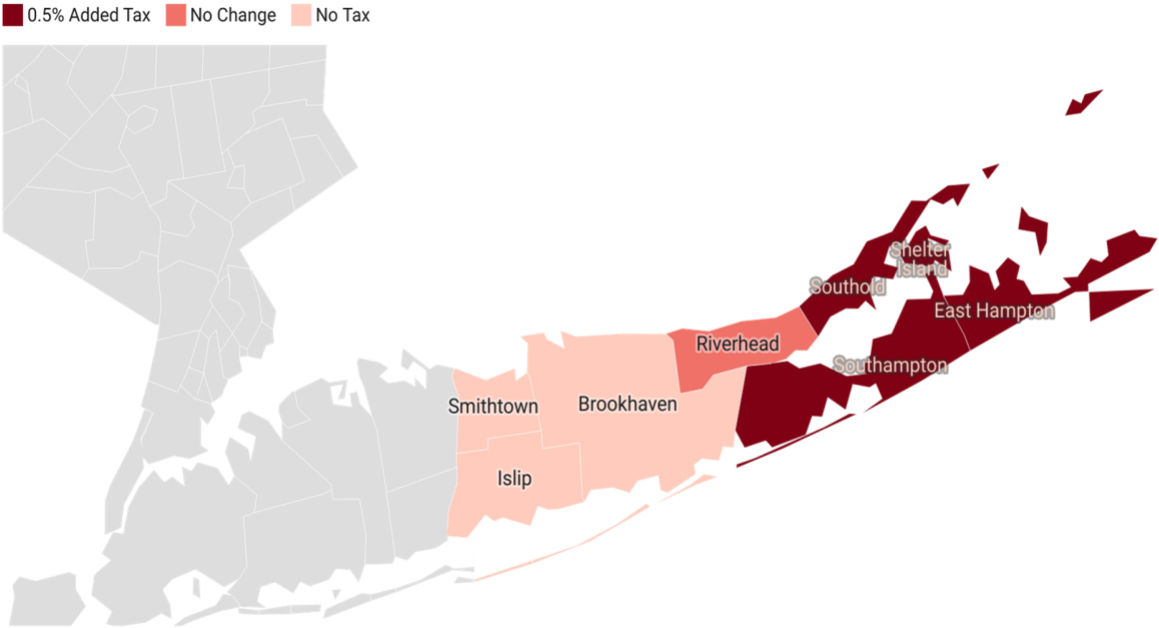 0.5% Added Tax No Change No Tax
Shelter
Island
Southold
East Hampton
Riverhead
Southampton
Smithtown
Brookhaven
Islip